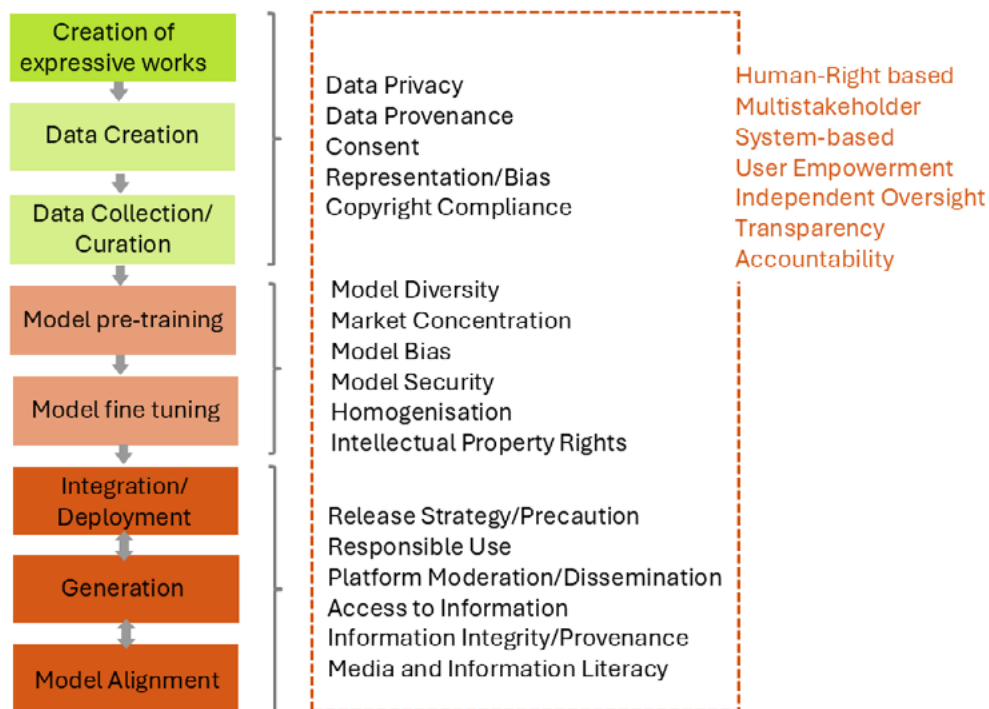 Creation of
expressive works
Data Creation
Data Collection/
Curation
Model pre-training
Model fine tuning
Integration/
Deployment
Generation
Model Alignment
Data Privacy
Data Provenance
Consent
Representation/Bias
Copyright Compliance
Model Diversity
Market Concentration
Model Bias
Model Security
Homogenisation
Intellectual Property Rights
Release Strategy/Precaution
Responsible Use
Platform Moderation/Dissemination
Access to Information
Information Integrity/Provenance
Media and Information Literacy
Human-Right based
Multistakeholder
System-based
User Empowerment
Independent Oversight
Transparency
Accountability